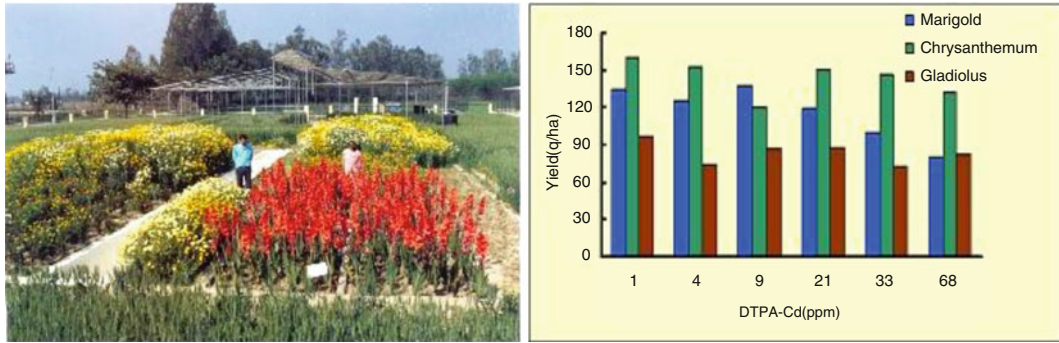 180
150
120
90
60
30
0
Yield(q/ha)
Marigold
Chrysanthemum
Gladiolus
1 4 9 21 33 68
DTPA-Cd(ppm)